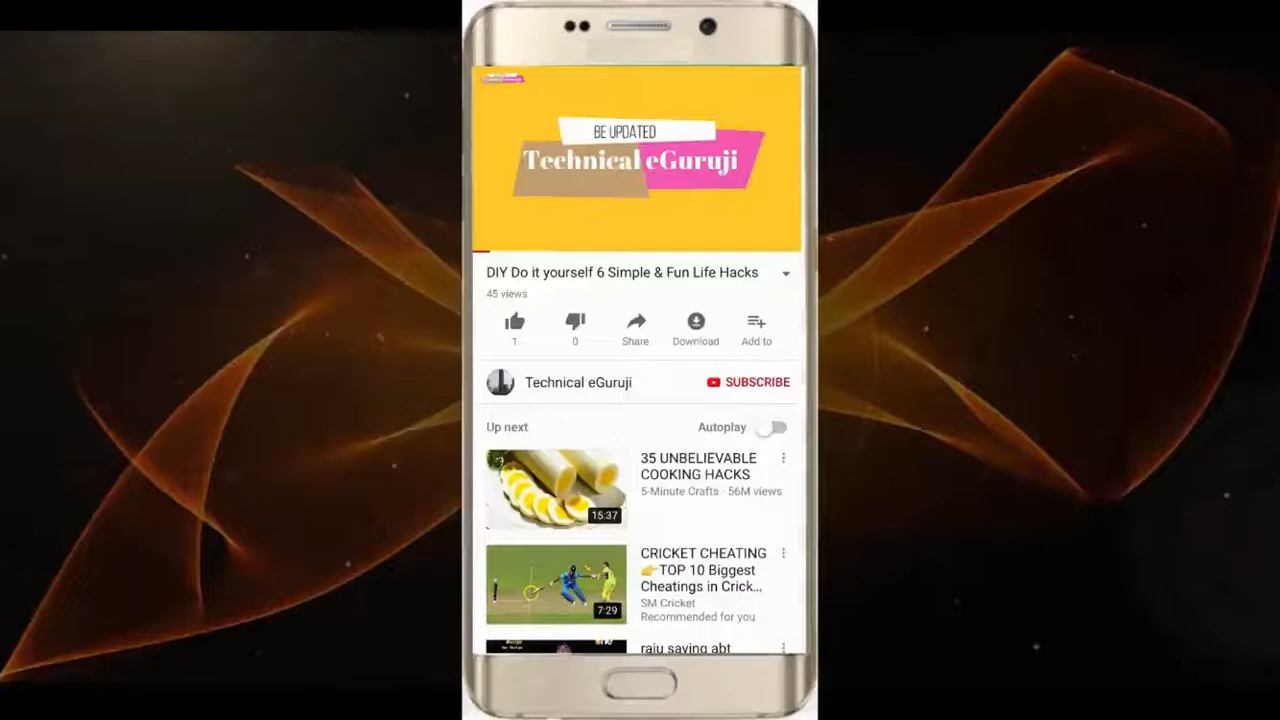 BE UPDATED
Technical eGuruji
DIY Do it yourself 6 Simple & Fun Life Hacks
45 views
1
0
Share
Download
Add to
Technical eGuruji
SUBSCRIBE
Up next
Autoplay
35 UNBELIEVABLE
COOKING HACKS
5-Minute Crafts · 56M views
15:37
CRICKET CHEATING
👉TOP 10 Biggest
Cheatings in Crick...
SM Cricket
Recommended for you
7:29
raju saying abt